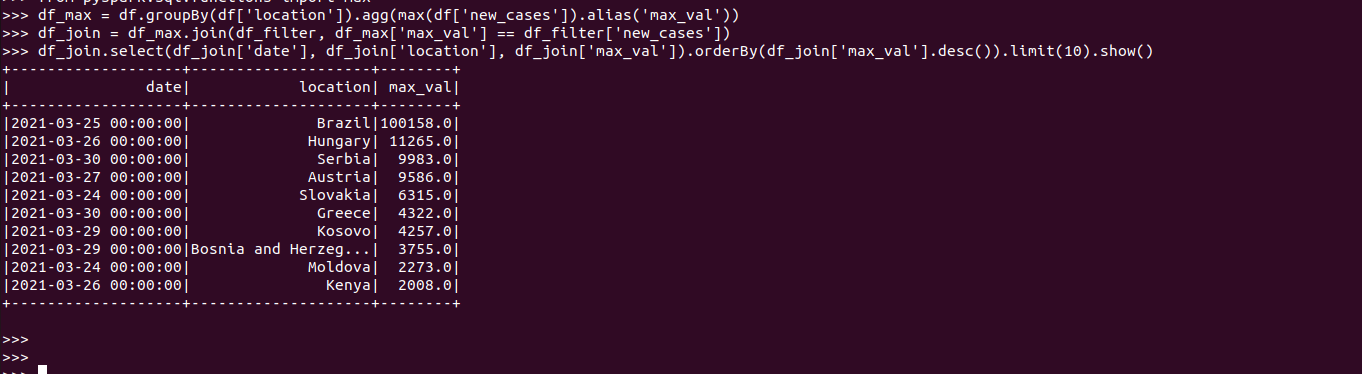 >>> from pyspark.sql.functions import max
>>> df_max = df.groupBy(df['location']).agg(max(df['new_cases']).alias('max_val'))
>>> df_join = df_max.join(df_filter, df_max['max_val'] == df_filter['new_cases'])
>>> df_join.select(df_join['date'], df_join['location'], df_join['max_val']).orderBy(df_join['max_val'].desc()).limit(10).show()
+-------------------+--------------------+--------+
|               date|            location| max_val|
+-------------------+--------------------+--------+
|2021-03-25 00:00:00|              Brazil|100158.0|
|2021-03-26 00:00:00|             Hungary| 11265.0|
|2021-03-30 00:00:00|              Serbia|  9983.0|
|2021-03-27 00:00:00|             Austria|  9586.0|
|2021-03-24 00:00:00|            Slovakia|  6315.0|
|2021-03-30 00:00:00|              Greece|  4322.0|
|2021-03-29 00:00:00|              Kosovo|  4257.0|
|2021-03-29 00:00:00|Bosnia and Herzeg...|  3755.0|
|2021-03-24 00:00:00|             Moldova|  2273.0|
|2021-03-26 00:00:00|               Kenya|  2008.0|
+-------------------+--------------------+--------+
>>>
>>>
>>>